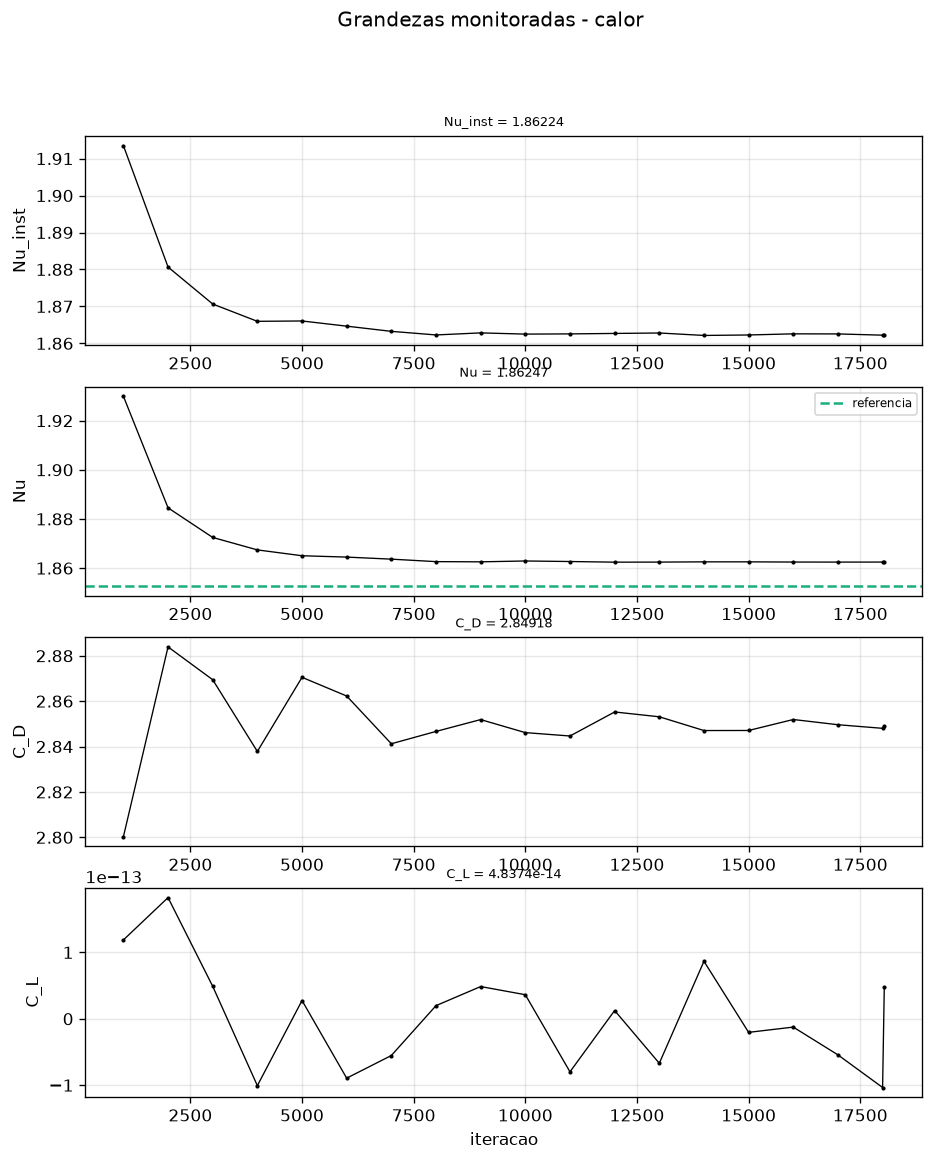 Grandezas monitoradas - calor
Nu_inst = 1.86224
1.91
1.90
1.89
1.88
1.87
1.86
Nu_inst
2500 5000 7500 10000 12500 15000 17500
Nu = 1.86247
1.92
1.90
1.88
1.86
Nu
referencia
2500 5000 7500 10000 12500 15000 17500
C_D = 2.84918
2.88
2.86
2.84
2.82
2.80
C_D
2500 5000 7500 10000 12500 15000 17500
1e−13
C_L = 4.8374e-14
1
0
−1
C_L
2500 5000 7500 10000 12500 15000 17500
iteracao